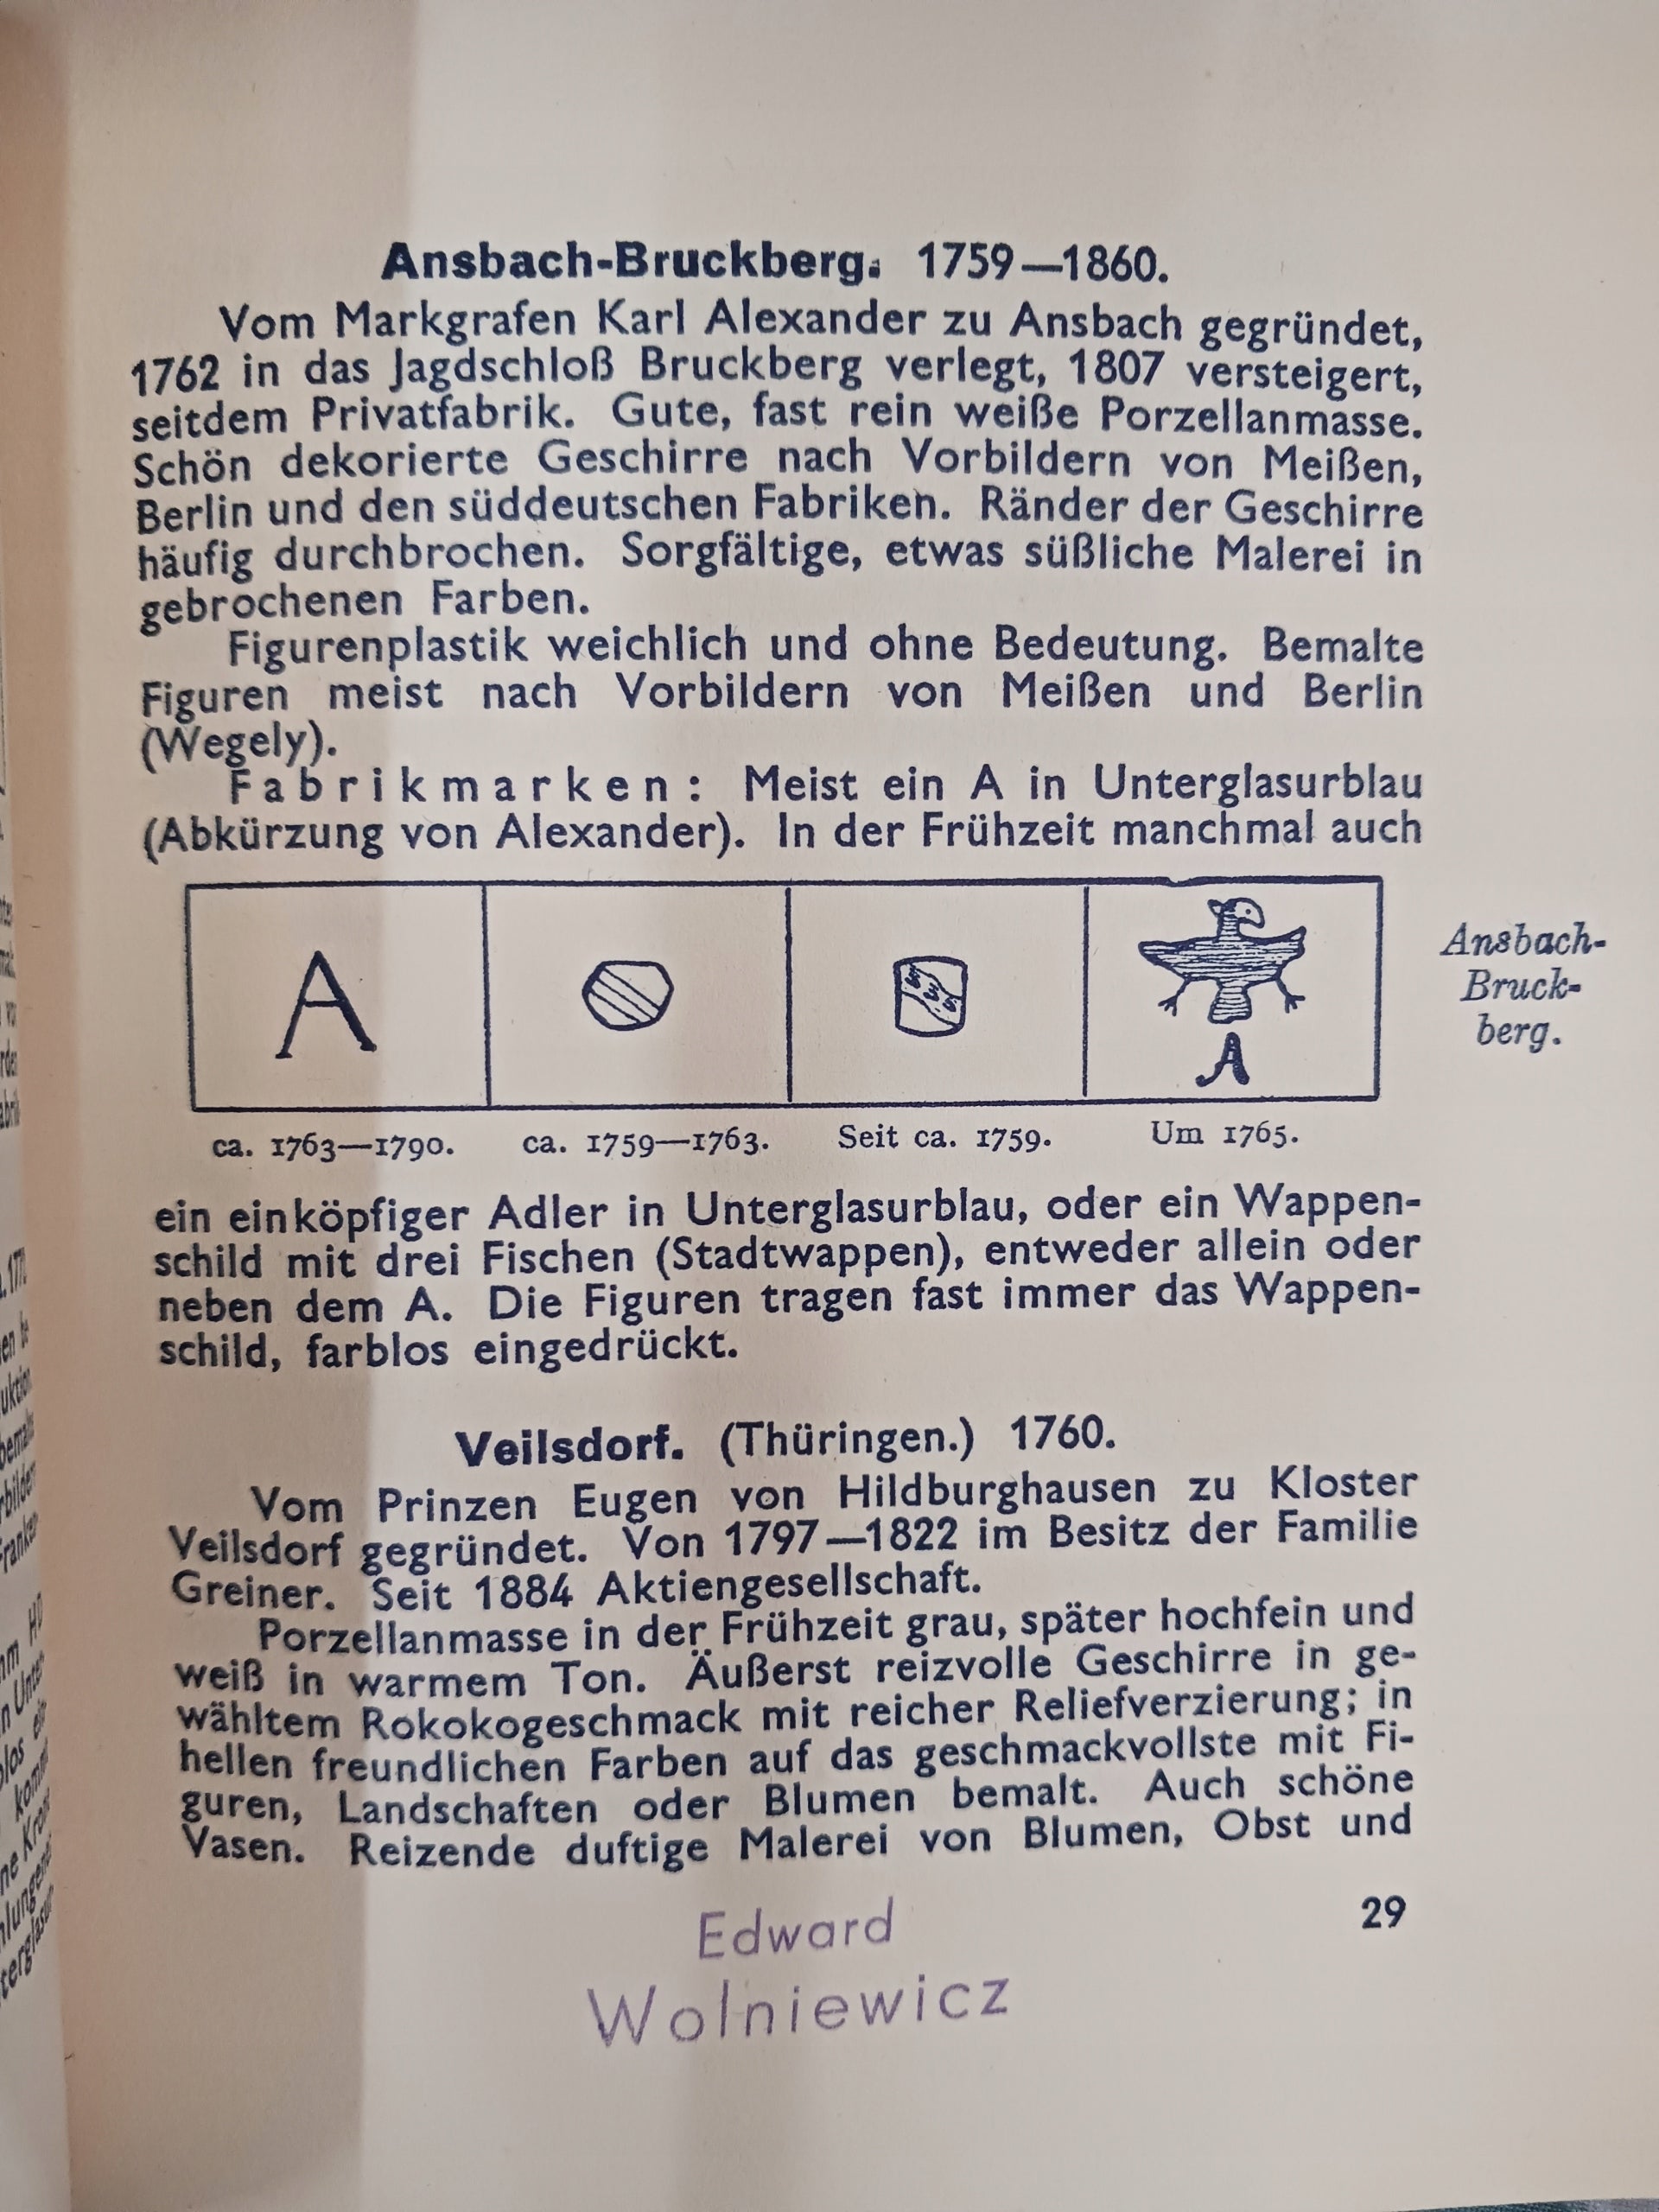 Ansbach-Bruckberg. 1759—1860.
Vom Markgrafen Karl Alexander zu Ansbach gegründet,
1762 in das Jagdschloß Bruckberg verlegt, 1807 versteigert,
seitdem Privatfabrik. Gute, fast rein weiße Porzellanmasse.
Schön dekorierte Geschirre nach Vorbildern von Meißen,
Berlin und den süddeutschen Fabriken. Ränder der Geschirre
häufig durchbrochen. Sorgfältige, etwas süßliche Malerei in
gebrochenen Farben.
Figurenplastik weichlich und ohne Bedeutung. Bemalte
Figuren meist nach Vorbildern von Meißen und Berlin
(Wegely).
Fabrikmarken: Meist ein A in Unterglasurblau
(Abkürzung von Alexander). In der Frühzeit manchmal auch
A
A
Ansbach-
Bruck-
berg.
ca. 1763—1790. ca. 1759—1763. Seit ca. 1759. Um 1765.
ein einköpfiger Adler in Unterglasurblau, oder ein Wappen-
schild mit drei Fischen (Stadtwappen), entweder allein oder
neben dem A. Die Figuren tragen fast immer das Wappen-
schild, farblos eingedrückt.
Veilsdorf. (Thüringen.) 1760.
Vom Prinzen Eugen von Hildburghausen zu Kloster
Veilsdorf gegründet. Von 1797—1822 im Besitz der Familie
Greiner. Seit 1884 Aktiengesellschaft.
Porzellanmasse in der Frühzeit grau, später hochfein und
weiß in warmem Ton. Äußerst reizvolle Geschirre in ge-
wähltem Rokokogeschmack mit reicher Reliefverzierung; in
hellen freundlichen Farben auf das geschmackvollste mit Fi-
guren, Landschaften oder Blumen bemalt. Auch schöne
Vasen. Reizende duftige Malerei von Blumen, Obst und
29
Edward
Wolniewicz